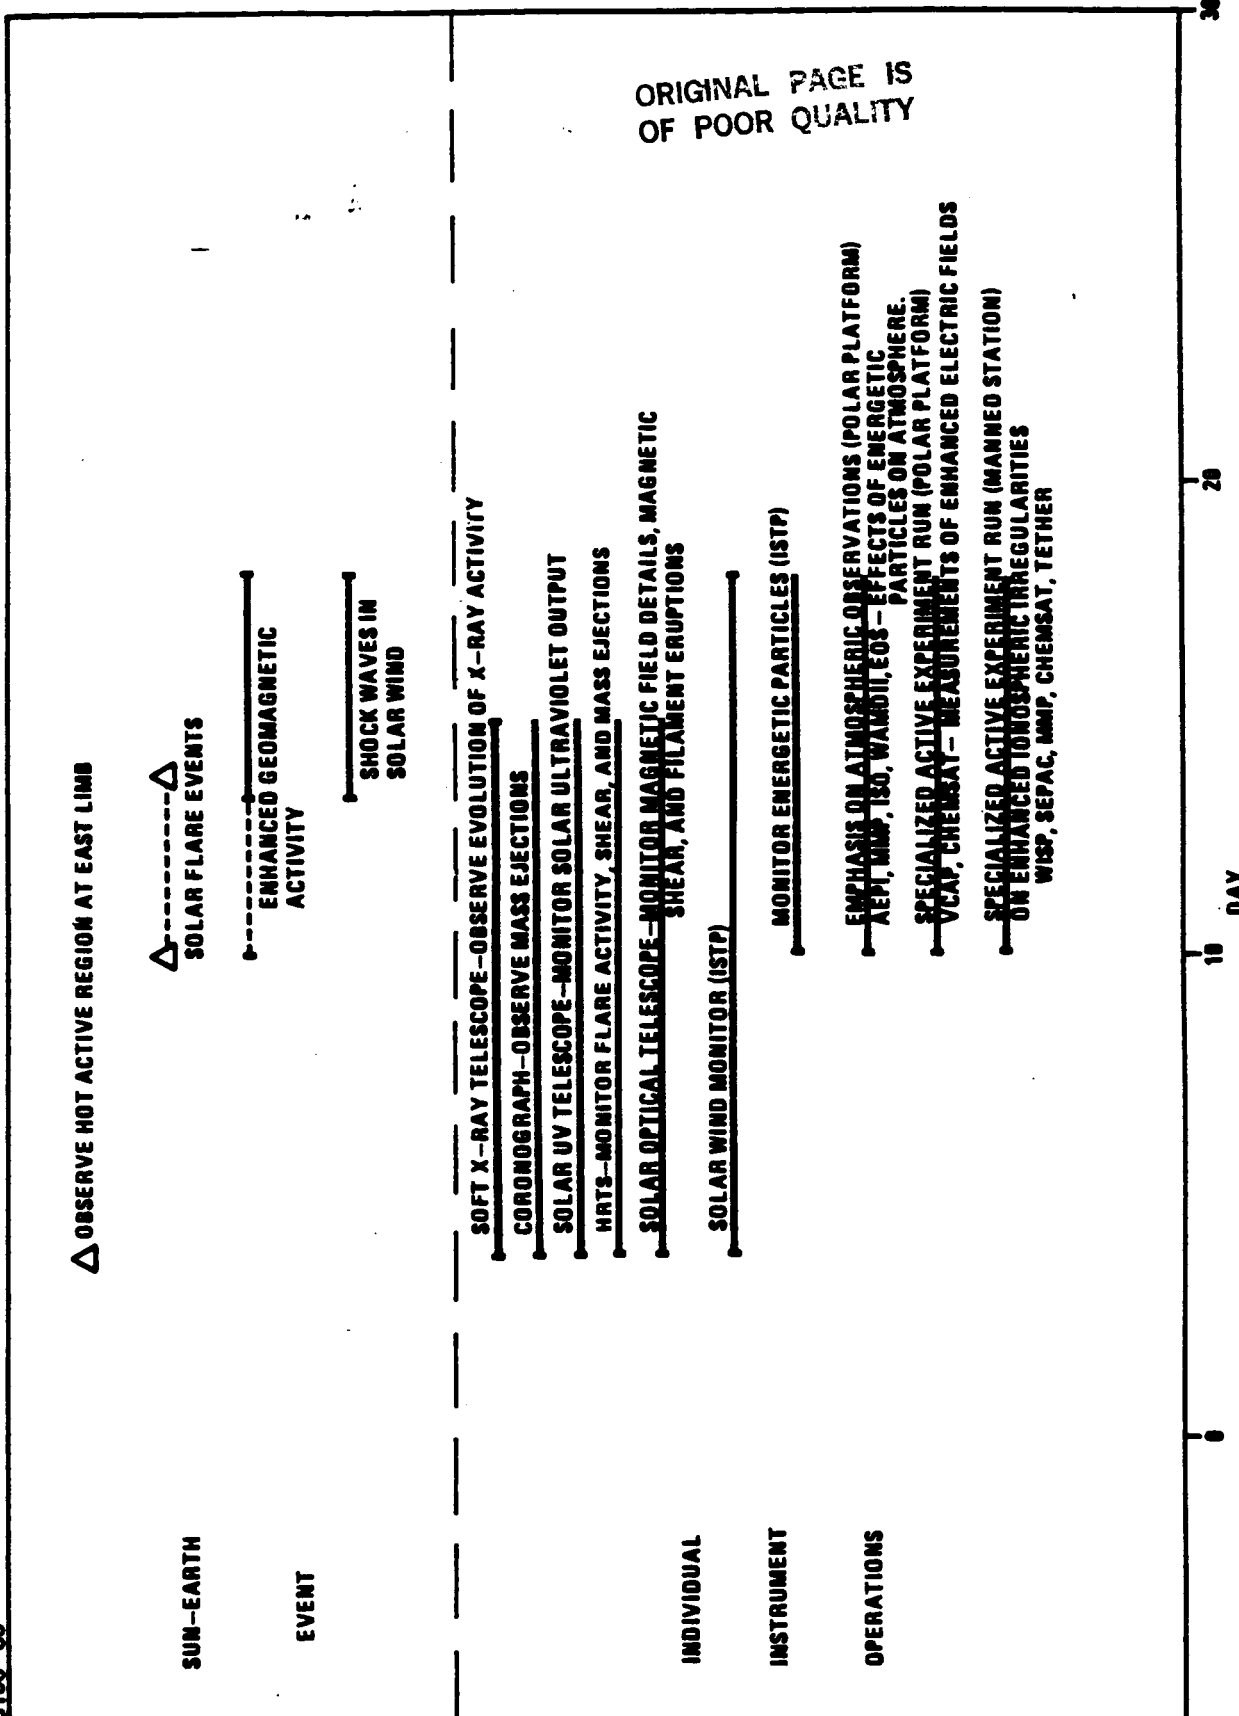 SUN-EARTH
EVENT
△ OBSERVE HOT ACTIVE REGION AT EAST LIMB
SOLAR FLARE EVENTS
ENHANCED GEOMAGNETIC
ACTIVITY
SHOCK WAVES IN
SOLAR WIND
INDIVIDUAL
INSTRUMENT
OPERATIONS
SOFT X-RAY TELESCOPE-OBSERVE EVOLUTION OF X-RAY ACTIVITY
CORONOGRAPH-OBSERVE MASS EJECTIONS
SOLAR UV TELESCOPE-MONITOR SOLAR ULTRAVIOLET OUTPUT
HRTS-MONITOR FLARE ACTIVITY, SHEAR, AND MASS EJECTIONS
SOLAR OPTICAL TELESCOPE-MONITOR MAGNETIC FIELD DETAILS, MAGNETIC
SHEAR, AND FILAMENT ERUPTIONS
SOLAR WIND MONITOR (ISTP)
MONITOR ENERGETIC PARTICLES (ISTP)
EMPHASIS ON ATMOSPHERIC OBSERVATIONS (POLAR PLATFORM)
AEPI, MMP, ISO, WAMDII, EOS - EFFECTS OF ENERGETIC
PARTICLES ON ATMOSPHERE.
SPECIALIZED ACTIVE EXPERIMENT RUN (POLAR PLATFORM)
VCAP, CHEMSAT - MEASUREMENTS OF ENHANCED ELECTRIC FIELDS
SPECIALIZED ACTIVE EXPERIMENT RUN (MANNED STATION)
ON ENHANCED IONOSPHERIC IRREGULARITIES
WISP, SEPAC, MMP, CHEMSAT, TETHER
0 10 20 30
DAY
ORIGINAL PAGE IS
OF POOR QUALITY